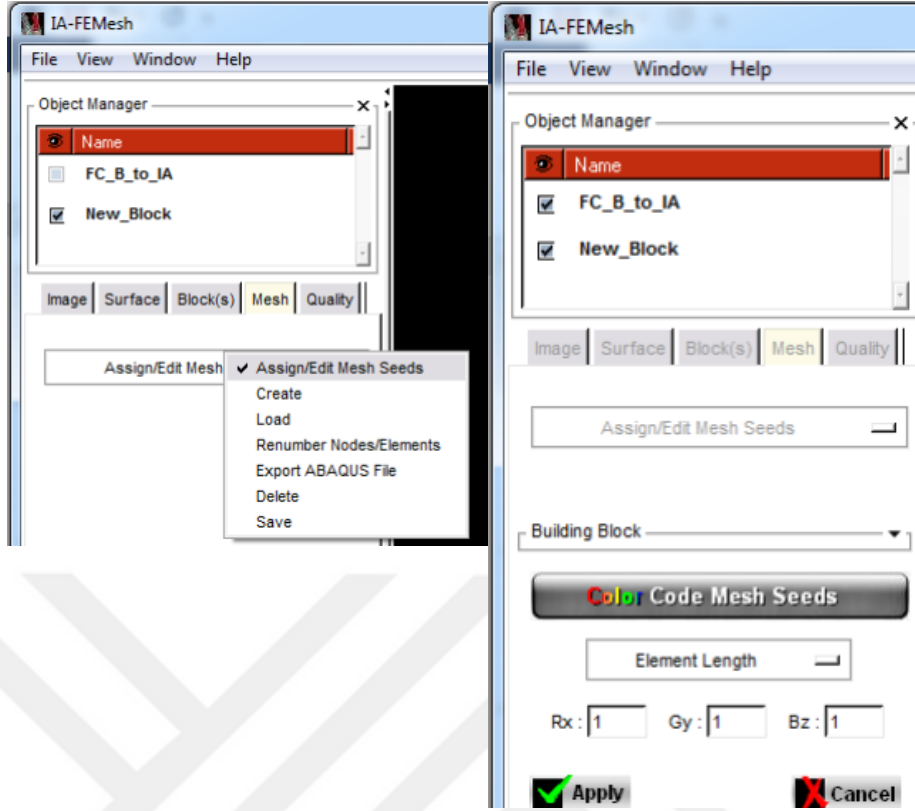 IA-FEMesh
File View Window Help
Object Manager
Name
FC_B_to_IA
New_Block
Image Surface Block(s) Mesh Quality
Assign/Edit Mesh
Assign/Edit Mesh Seeds
Create
Load
Renumber Nodes/Elements
Export ABAQUS File
Delete
Save
IA-FEMesh
File View Window Help
Object Manager
Name
FC_B_to_IA
New_Block
Image Surface Block(s) Mesh Quality
Assign/Edit Mesh Seeds
Building Block
Color Code Mesh Seeds
Element Length
Rx : 1 Gy : 1 Bz : 1
Apply Cancel